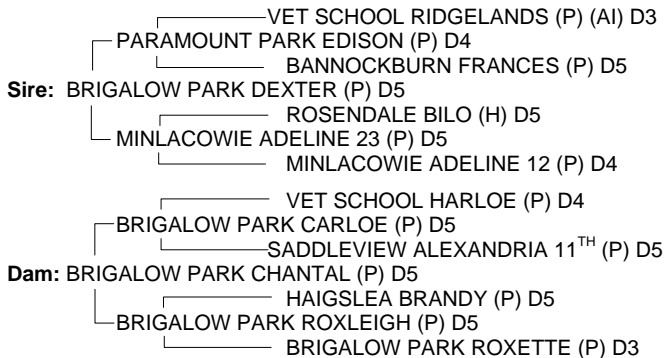 VET SCHOOL RIDGELANDS (P) (AI) D3
PARAMOUNT PARK EDISON (P) D4
BANNOCKBURN FRANCES (P) D5
Sire: BRIGALOW PARK DEXTER (P) D5
ROSENDALE BILO (H) D5
MINLACOWIE ADELINE 23 (P) D5
MINLACOWIE ADELINE 12 (P) D4
VET SCHOOL HARLOE (P) D4
BRIGALOW PARK CARLOE (P) D5
SADDLEVIEW ALEXANDRIA 11TH (P) D5
Dam: BRIGALOW PARK CHANTAL (P) D5
HAIGSLEA BRANDY (P) D5
BRIGALOW PARK ROXLEIGH (P) D5
BRIGALOW PARK ROXETTE (P) D3